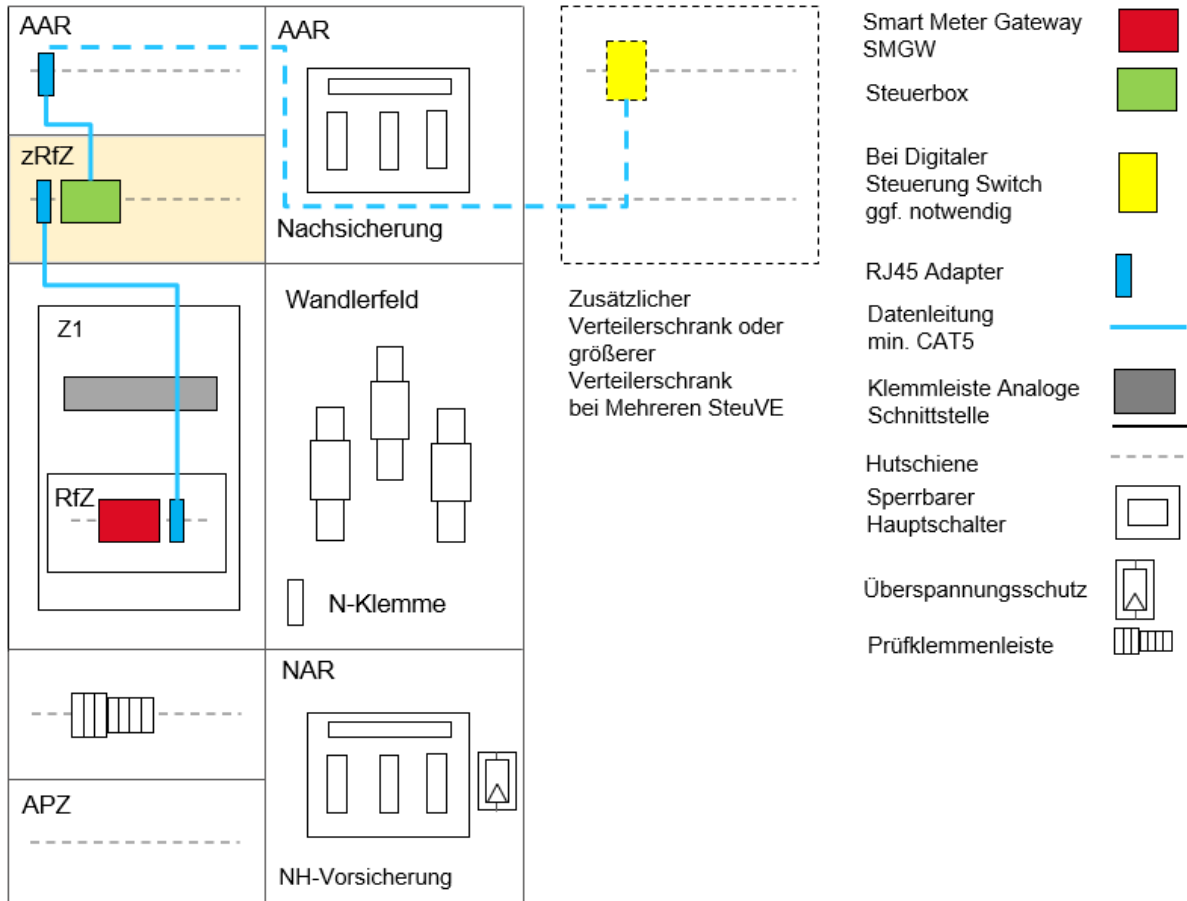 AAR
zRfZ
Z1
RfZ
APZ
AAR
Nachsicherung
Wandlerfeld
N-Klemme
NAR
NH-Vorsicherung
Zusätzlicher
Verteilerschrank oder
größerer
Verteilerschrank
bei Mehreren SteuVE
Smart Meter Gateway
SMGW
Steuerbox
Bei Digitaler
Steuerung Switch
ggf. notwendig
RJ45 Adapter
Datenleitung
min. CAT5
Klemmleiste Analoge
Schnittstelle
Hutschiene
Sperrbarer
Hauptschalter
Überspannungsschutz
Prüfklemmenleiste